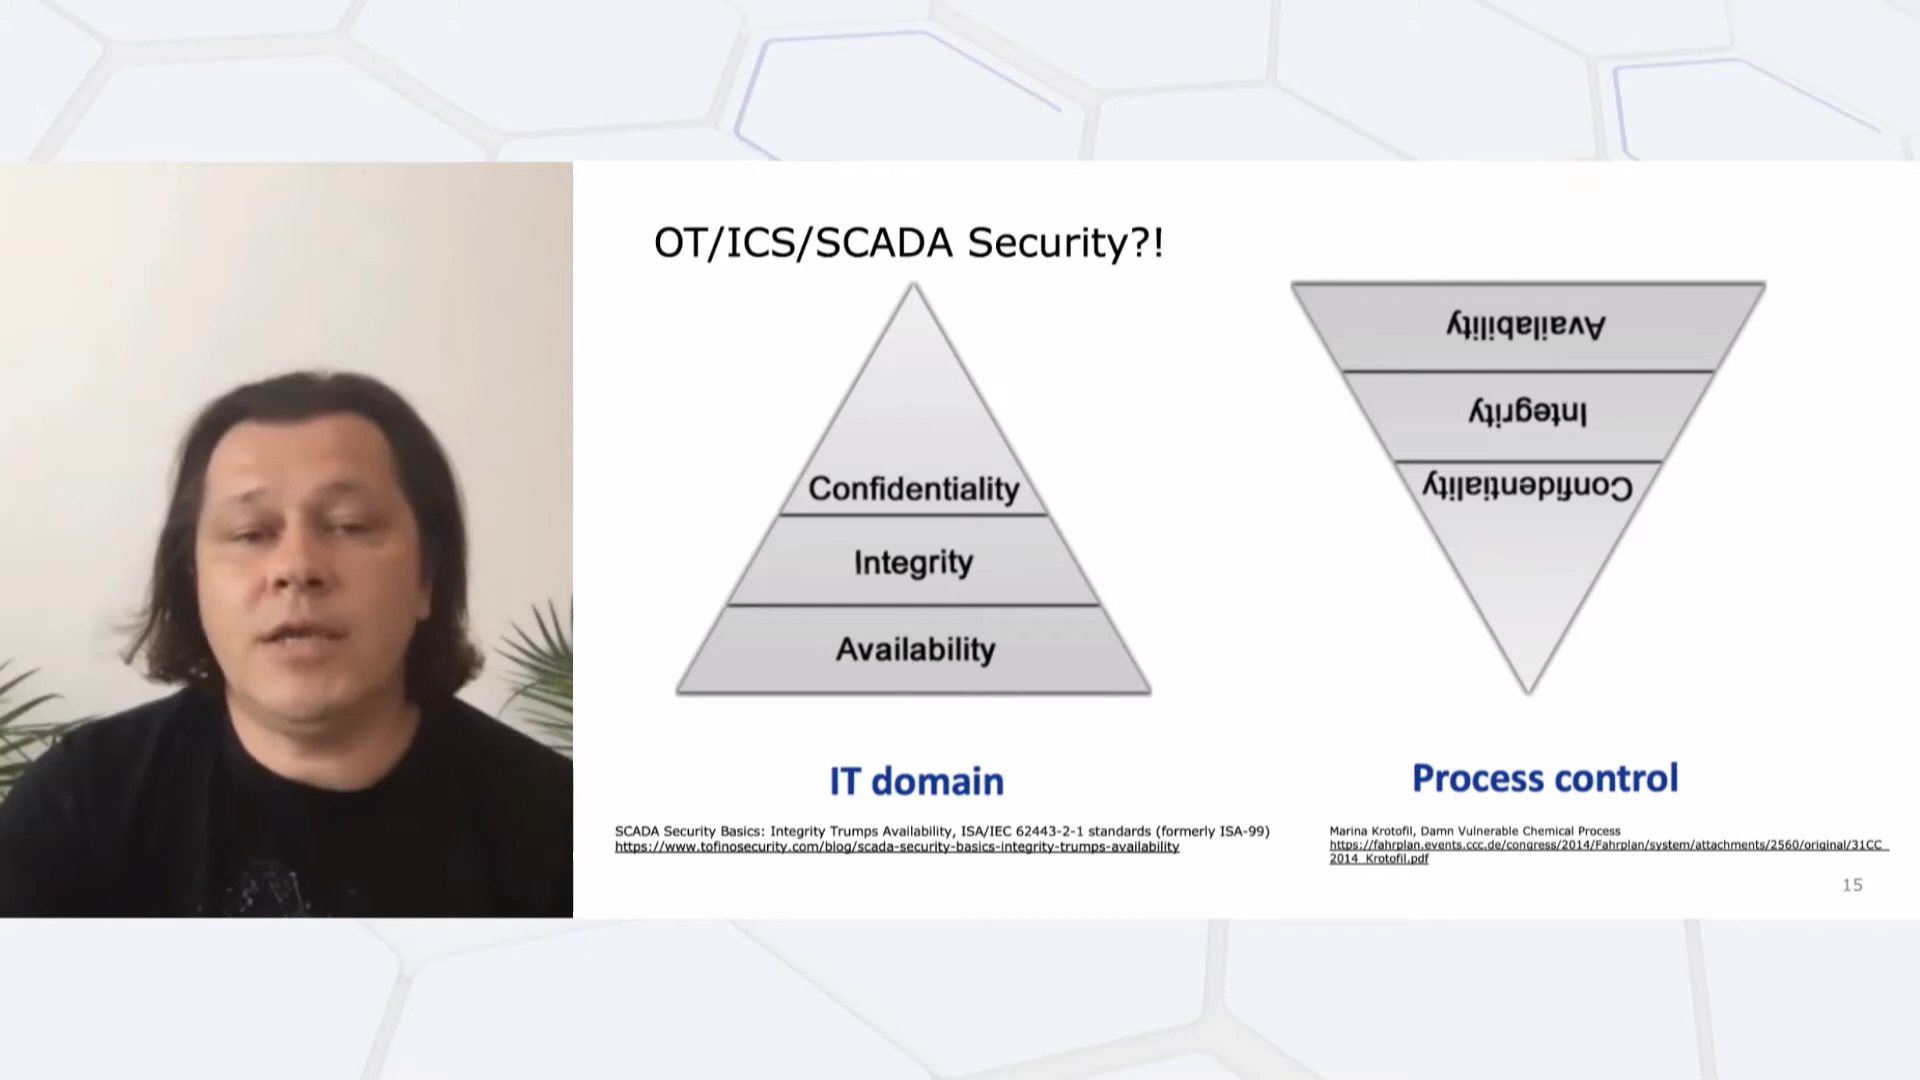 OT/ICS/SCADA Security?!
Confidentiality
Integrity
Availability
IT domain
SCADA Security Basics: Integrity Trumps Availability, ISA/IEC 62443-2-1 standards (formerly ISA-99)
https://www.tofinosecurity.com/blog/scada-security-basics-integrity-trumps-availability
Availability
Integrity
Confidentiality
Process control
Marina Krotofil, Damn Vulnerable Chemical Process
https://fahrplan.events.ccc.de/congress/2014/Fahrplan/system/attachments/2560/original/31CC_
2014_Krotofil.pdf
15